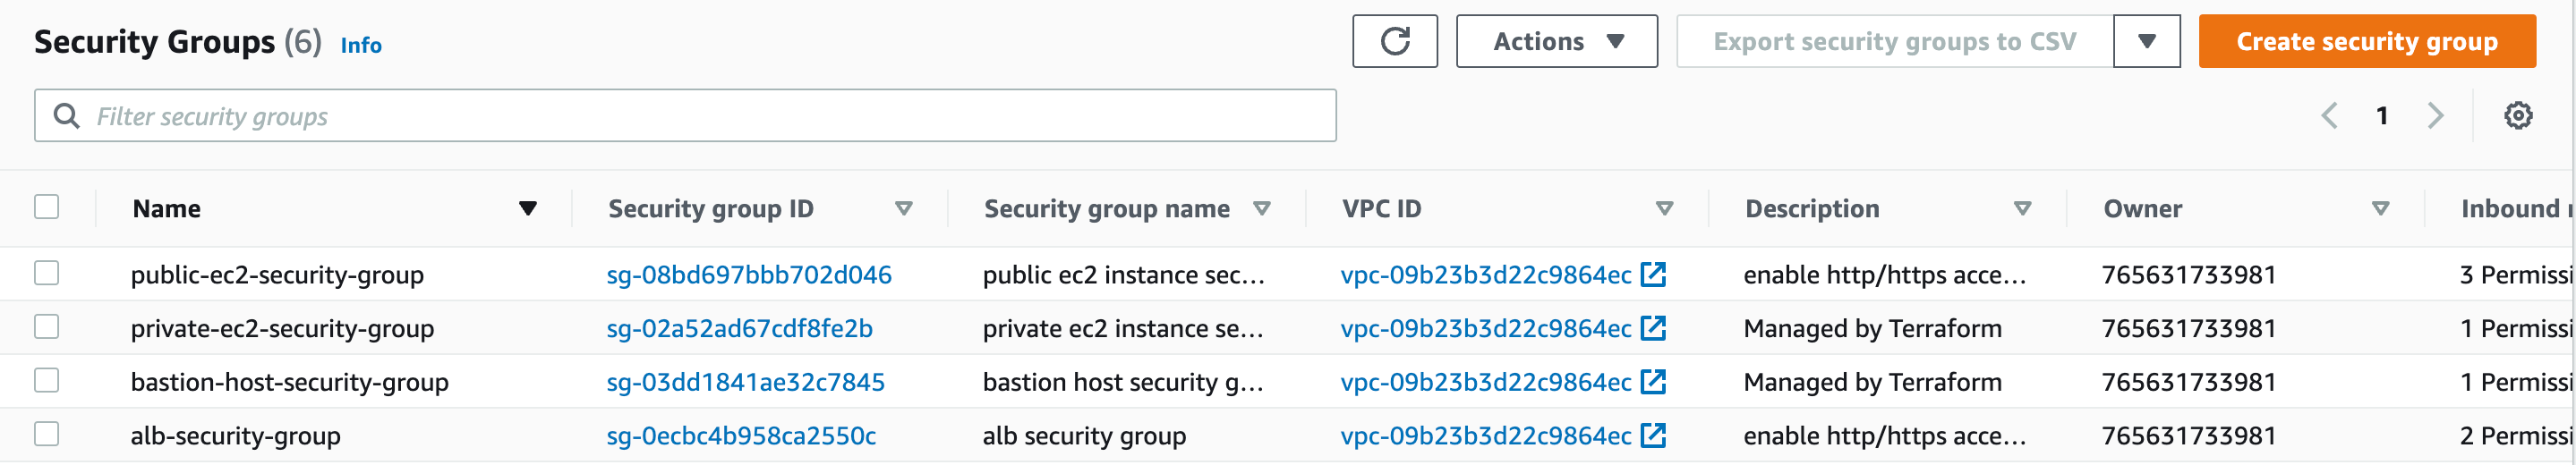 Security Groups (6) Info
Actions Export security groups to CSV Create security group
Filter security groups
1
Name Security group ID Security group name VPC ID Description Owner Inbound
public-ec2-security-group sg-08bd697bbb702d046 public ec2 instance sec... vpc-09b23b3d22c9864ec enable http/https acce... 765631733981 3 Permissi
private-ec2-security-group sg-02a52ad67cdf8fe2b private ec2 instance se... vpc-09b23b3d22c9864ec Managed by Terraform 765631733981 1 Permissi
bastion-host-security-group sg-03dd1841ae32c7845 bastion host security g... vpc-09b23b3d22c9864ec Managed by Terraform 765631733981 1 Permissi
alb-security-group sg-0ecbc4b958ca2550c alb security group vpc-09b23b3d22c9864ec enable http/https acce... 765631733981 2 Permissi